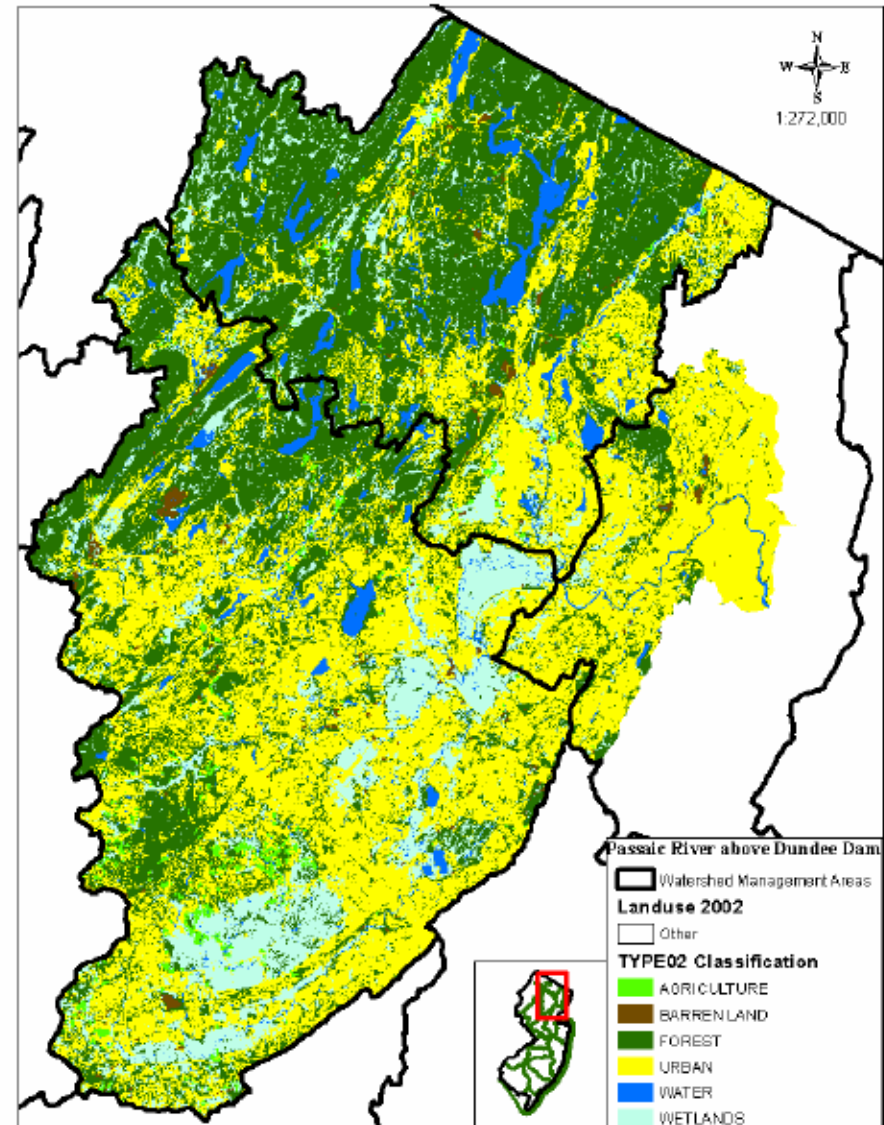 N
W E
S
1:272,000
Passaic River above Dundee Dam
Watershed Management Areas
Landuse 2002
Other
TYPE02 Classification
AGRICULTURE
BARREN LAND
FOREST
URBAN
WATER
WETLANDS